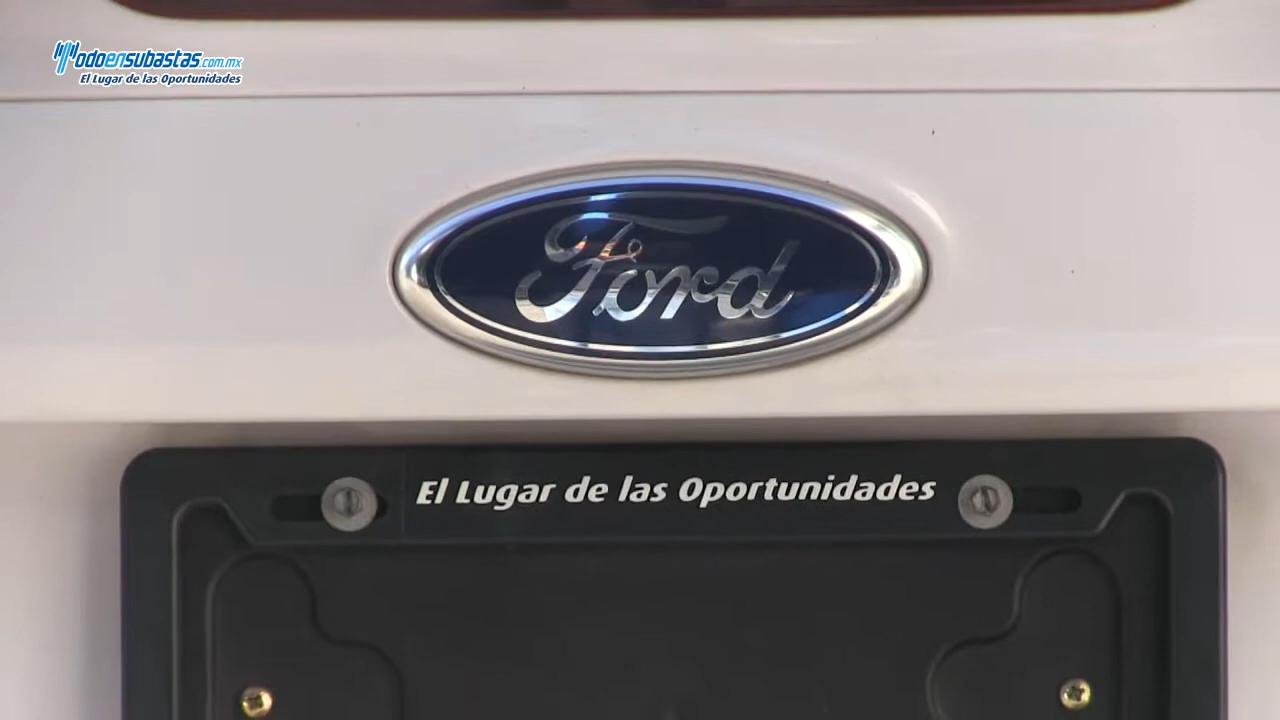 Todoensubastas.com.mx
El Lugar de las Oportunidades
Ford
El Lugar de las Oportunidades